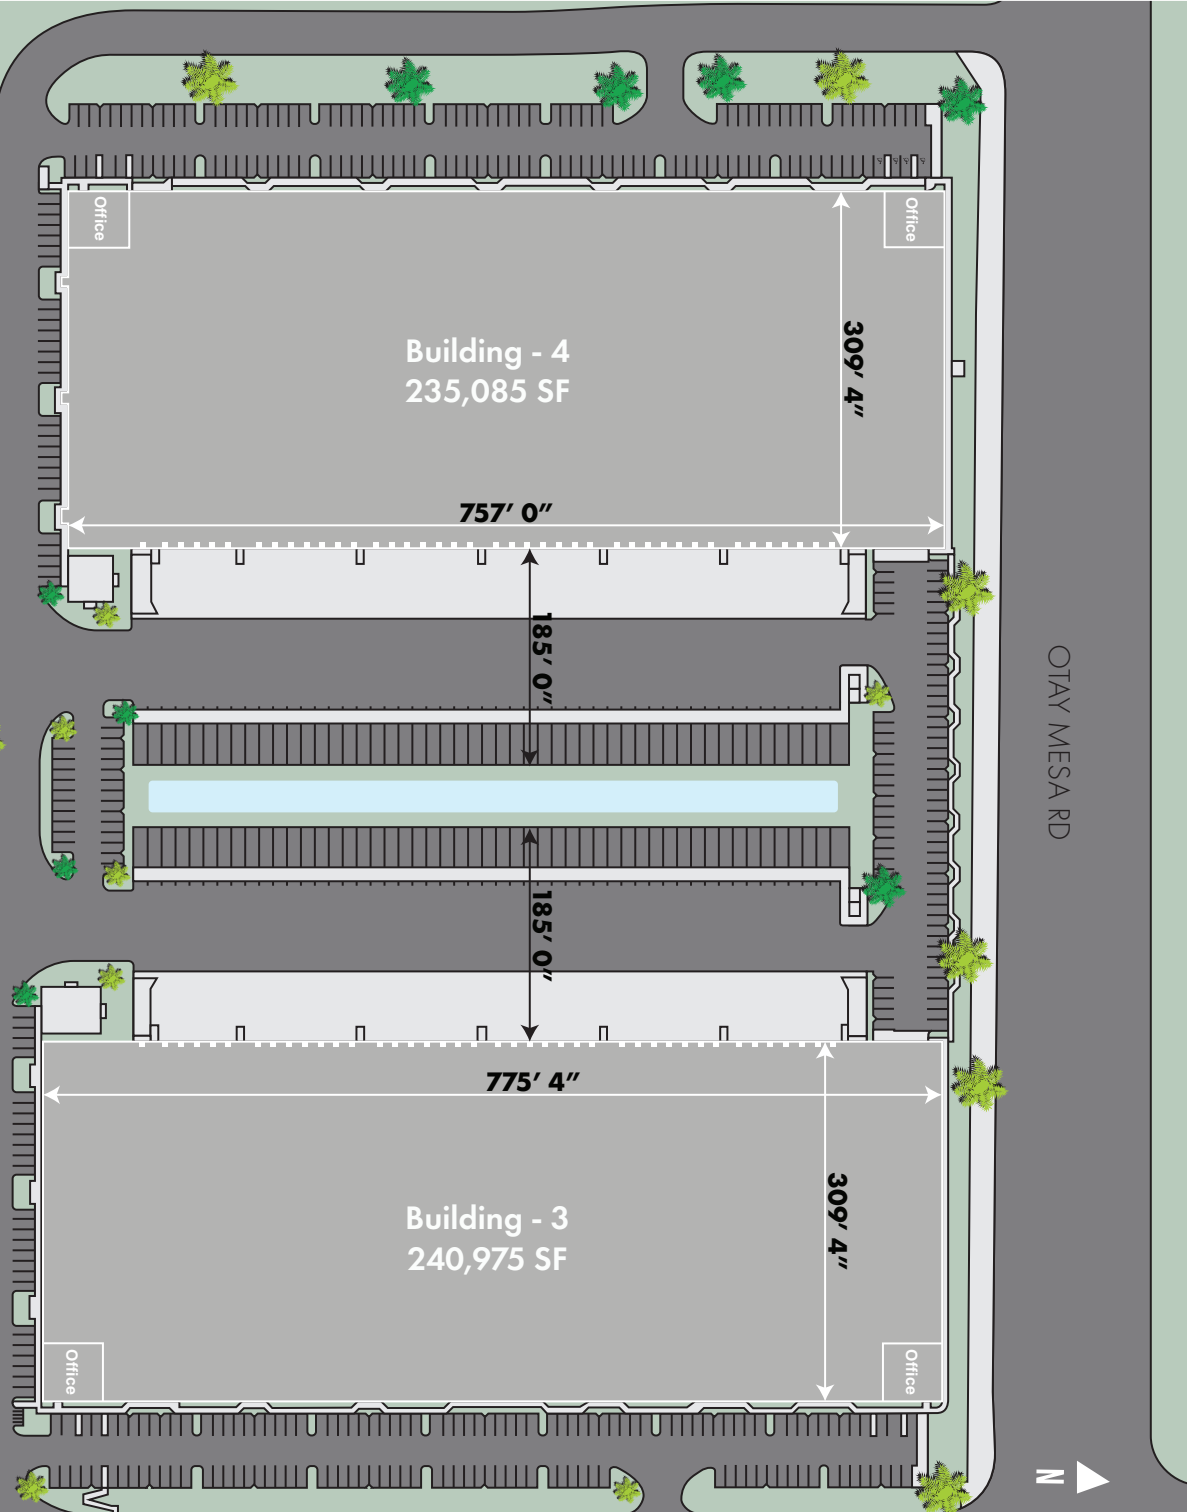 Office
Office
309′ 4″
Building - 4
235,085 SF
757′ 0″
185′ 0″
OTAY MESA RD
185′ 0″
775′ 4″
309′ 4″
Building - 3
240,975 SF
Office
Office
N